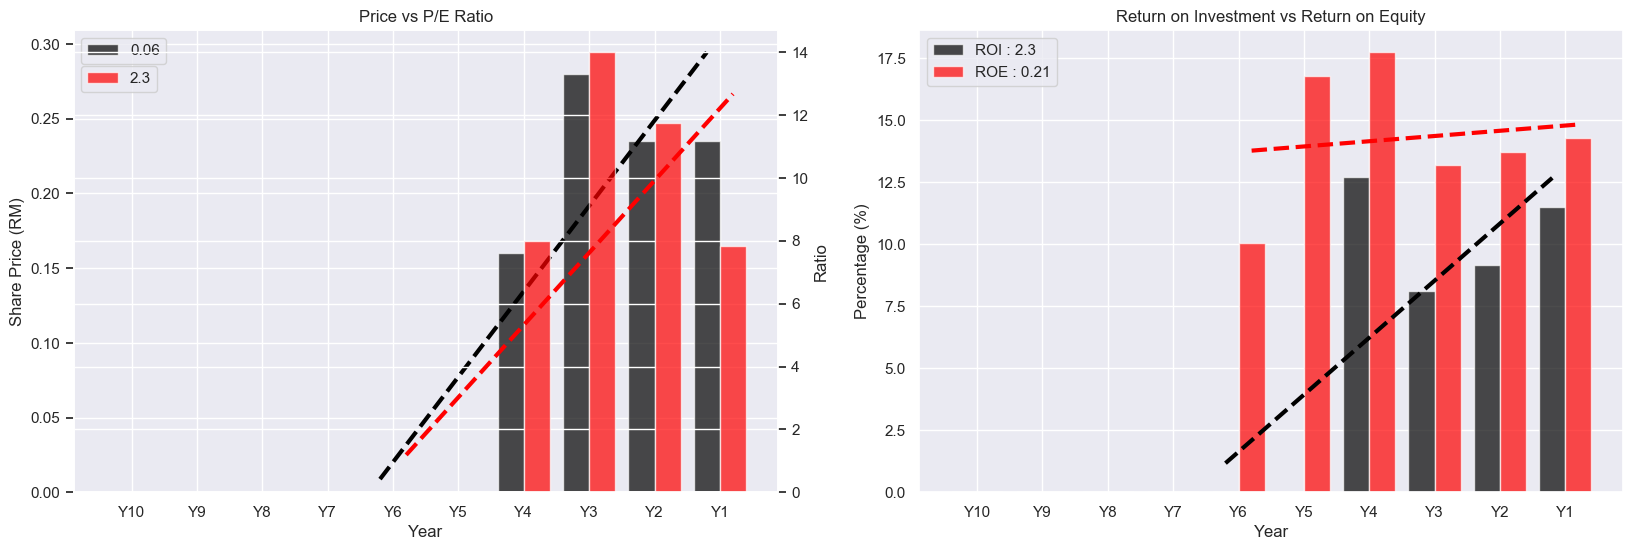 Price vs P/E Ratio
0.06
2.3
Share Price (RM)
0.30
0.25
0.20
0.15
0.10
0.05
0.00
14
12
10
8
6
4
2
0
Ratio
Y10 Y9 Y8 Y7 Y6 Y5 Y4 Y3 Y2 Y1
Year
Return on Investment vs Return on Equity
ROI : 2.3
ROE : 0.21
Percentage (%)
17.5
15.0
12.5
10.0
7.5
5.0
2.5
0.0
Y10 Y9 Y8 Y7 Y6 Y5 Y4 Y3 Y2 Y1
Year